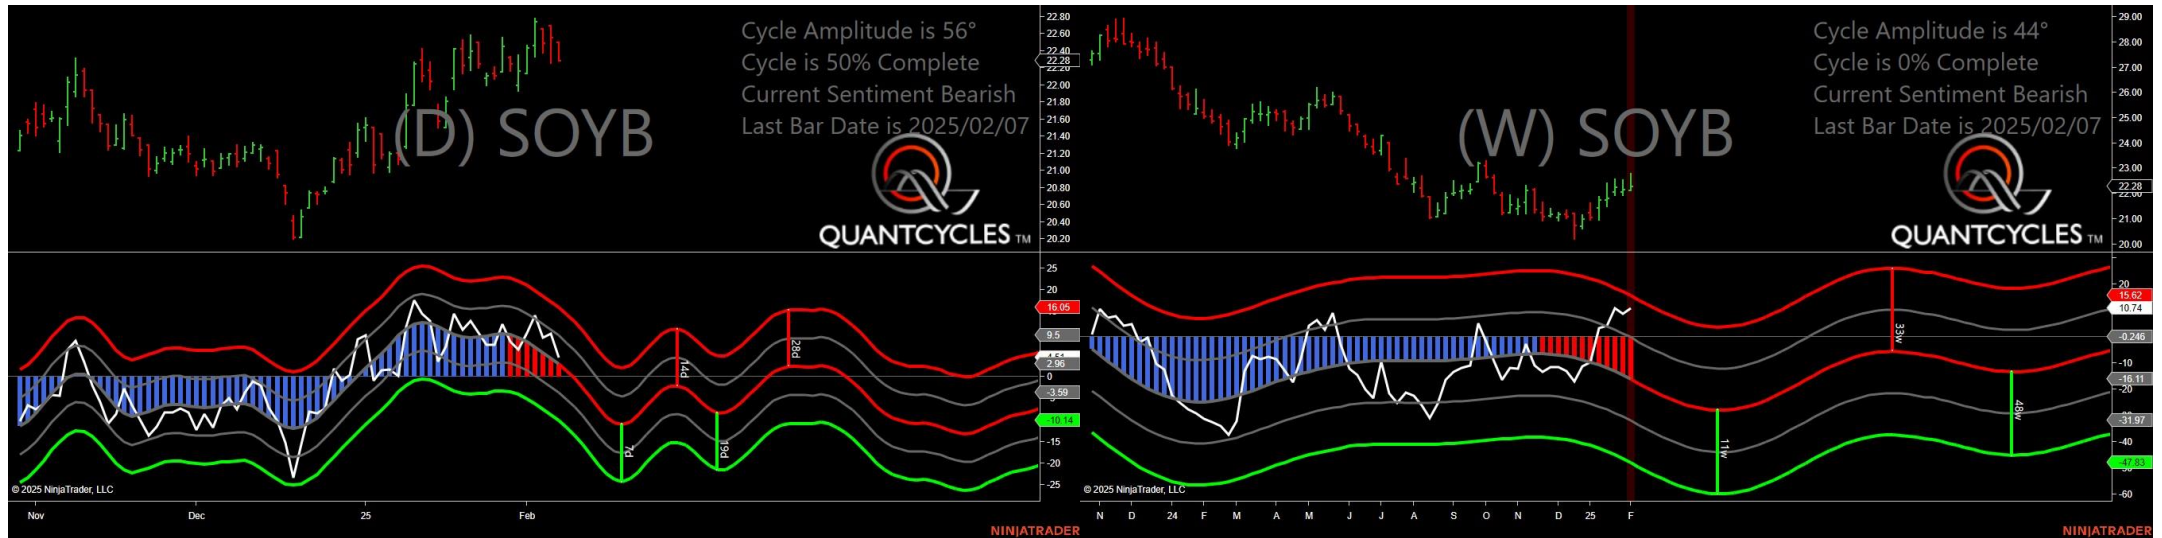 Cycle Amplitude is 56°
Cycle is 50% Complete
Current Sentiment Bearish
Last Bar Date is 2025/02/07
(D) SOYB
QUANTCYCLES TM
22.80
22.60
22.40
22.28
22.20
22.00
21.80
21.60
21.40
21.20
21.00
20.80
20.60
20.40
20.20
25
20
16.05
9.5
2.96
0
-3.59
-10.14
-15
-20
-25
7d
14d
19d
28d
© 2025 NinjaTrader, LLC
Nov
Dec
25
Feb
NINJATRADER
Cycle Amplitude is 44°
Cycle is 0% Complete
Current Sentiment Bearish
Last Bar Date is 2025/02/07
(W) SOYB
QUANTCYCLES TM
29.00
28.00
27.00
26.00
25.00
24.00
23.00
22.28
21.00
20.00
20
15.62
10.74
-0.246
-10
-16.11
-20
-31.97
-40
-47.83
-60
11w
33w
48w
© 2025 NinjaTrader, LLC
N
D
24
F
M
A
M
J
J
A
S
O
N
D
25
F
NINJATRADER